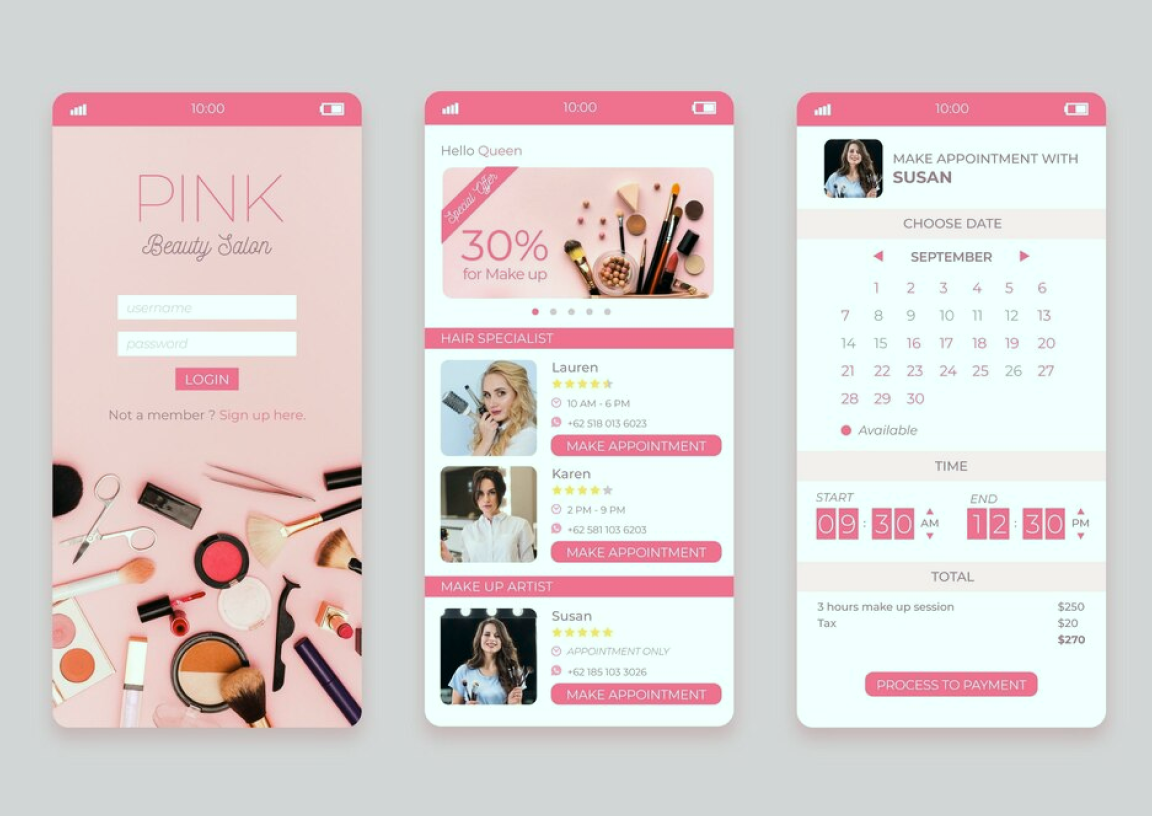 10:00
PINK
Beauty Salon
username
password
LOGIN
Not a member ? Sign up here.
10:00
Hello Queen
Special Offer
30%
for Make up
HAIR SPECIALIST
Lauren
10 AM - 6 PM
+62 518 013 6023
MAKE APPOINTMENT
Karen
2 PM - 9 PM
+62 581 103 6203
MAKE APPOINTMENT
MAKE UP ARTIST
Susan
APPOINTMENT ONLY
+62 185 103 3026
MAKE APPOINTMENT
10:00
MAKE APPOINTMENT WITH
SUSAN
CHOOSE DATE
SEPTEMBER
1 2 3 4 5 6
7 8 9 10 11 12 13
14 15 16 17 18 19 20
21 22 23 24 25 26 27
28 29 30
Available
TIME
START END
09 : 30 AM 12 : 30 PM
TOTAL
3 hours make up session $250
Tax $20
$270
PROCESS TO PAYMENT